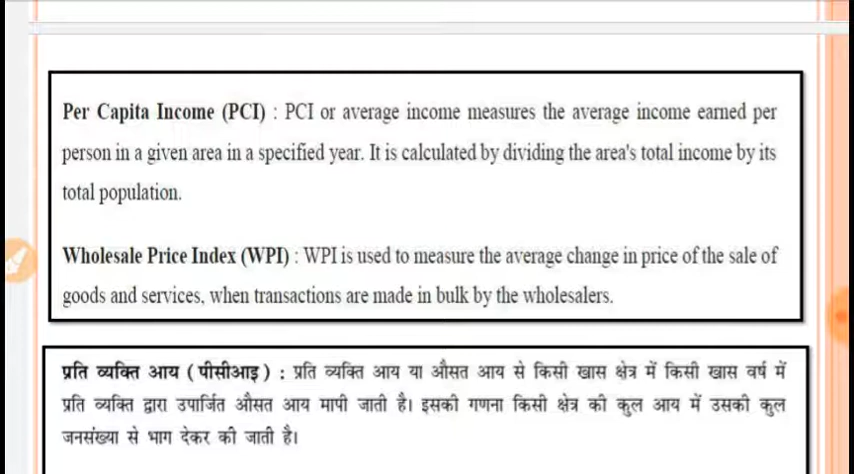 Per Capita Income (PCI) : PCI or average income measures the average income earned per
person in a given area in a specified year. It is calculated by dividing the area's total income by its
total population.
Wholesale Price Index (WPI) : WPI is used to measure the average change in price of the sale of
goods and services, when transactions are made in bulk by the wholesalers.
प्रति व्यक्ति आय (पीसीआइ) : प्रति व्यक्ति आय या औसत आय से किसी खास क्षेत्र में किसी खास वर्ष में
प्रति व्यक्ति द्वारा उपार्जित औसत आय मापी जाती है। इसकी गणना किसी क्षेत्र की कुल आय में उसकी कुल
जनसंख्या से भाग देकर की जाती है।